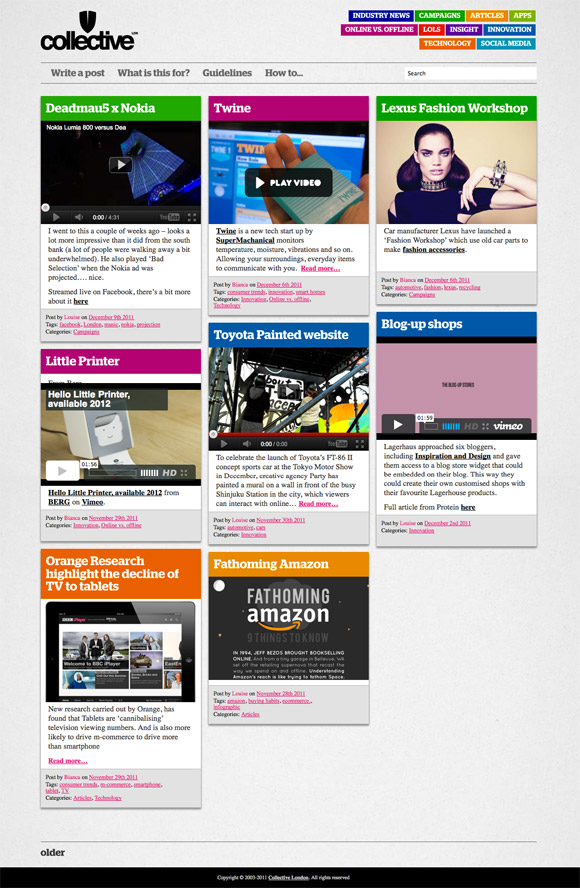 collective LDN
INDUSTRY NEWS CAMPAIGNS ARTICLES APPS
ONLINE VS. OFFLINE LOLS INSIGHT INNOVATION
TECHNOLOGY SOCIAL MEDIA
Write a post What is this for? Guidelines How to...
Search
Deadmau5 x Nokia
Nokia Lumia 800 versus Dea
0:00 / 4:31 YouTube
I went to this a couple of weeks ago – looks a
lot more impressive than it did from the south
bank (a lot of people were walking away a bit
underwhelmed). He also played ‘Bad
Selection’ when the Nokia ad was
projected…. nice.
Streamed live on Facebook, there’s a bit more
about it here
Post by Bianca on December 9th 2011
Tags: facebook, London, music, nokia, projection
Categories: Campaigns
Little Printer
From Berg
Hello Little Printer,
available 2012
01:56
HD
Hello Little Printer, available 2012 from
BERG on Vimeo.
Post by Bianca on November 29th 2011
Categories: Innovation, Online vs. offline
Orange Research
highlight the decline of
TV to tablets
iPlayer
Welcome to BBC iPlayer
EastEn
New research carried out by Orange, has
found that Tablets are ‘cannibalising’
television viewing numbers. And is also more
likely to drive m-commerce to drive more
than smartphone
Read more…
Post by Bianca on November 29th 2011
Tags: consumer trends, m-commerce, smartphone,
tablet, TV
Categories: Articles, Technology
Twine
TWINE
PLAY VIDEO
Twine is a new tech start up by
SuperMachanical monitors
temperature, moisture, vibrations and so on.
Allowing your surroundings, everyday items
to communicate with you. Read more…
Post by Louise on December 6th 2011
Tags: consumer trends, innovation, smart homes
Categories: Innovation, Online vs. offline,
Technology
Toyota Painted website
0:00 / 0:00 YouTube
To celebrate the launch of Toyota’s FT-86 II
concept sports car at the Tokyo Motor Show
in December, creative agency Party has
painted a mural on a wall in front of the busy
Shinjuku Station in the city, which viewers
can interact with online… Read more…
Post by Louise on November 30th 2011
Tags: automotive, cars
Categories: Innovation
Fathoming Amazon
FATHOMING
amazon
9 THINGS TO KNOW
IN 1994, JEFF BEZOS BROUGHT BOOKSELLING
ONLINE. And from a tiny garage in Bellevue, WA
set off the retailing supernova that recast the
way we spend on and offline. Understanding
Amazon's reach is like trying to fathom Space.
Post by Louise on November 28th 2011
Tags: amazon, buying habits, ecommerce,,
infographic
Categories: Articles
Lexus Fashion Workshop
Car manufacturer Lexus have launched a
‘Fashion Workshop’ which use old car parts to
make fashion accessories.
Post by Bianca on December 6th 2011
Tags: automotive, fashion, lexus, recycling
Categories: Campaigns
Blog-up shops
THE BLOG-UP STORES
01:59
HD vimeo
Lagerhaus approached six bloggers,
including Inspiration and Design and gave
them access to a blog store widget that could
be embedded on their blog. This way they
could create their own customised shops with
their favourite Lagerhouse products.
Full article from Protein here
Post by Louise on December 2nd 2011
Categories: Innovation
older
Copyright © 2003-2011 Collective London. All rights reserved